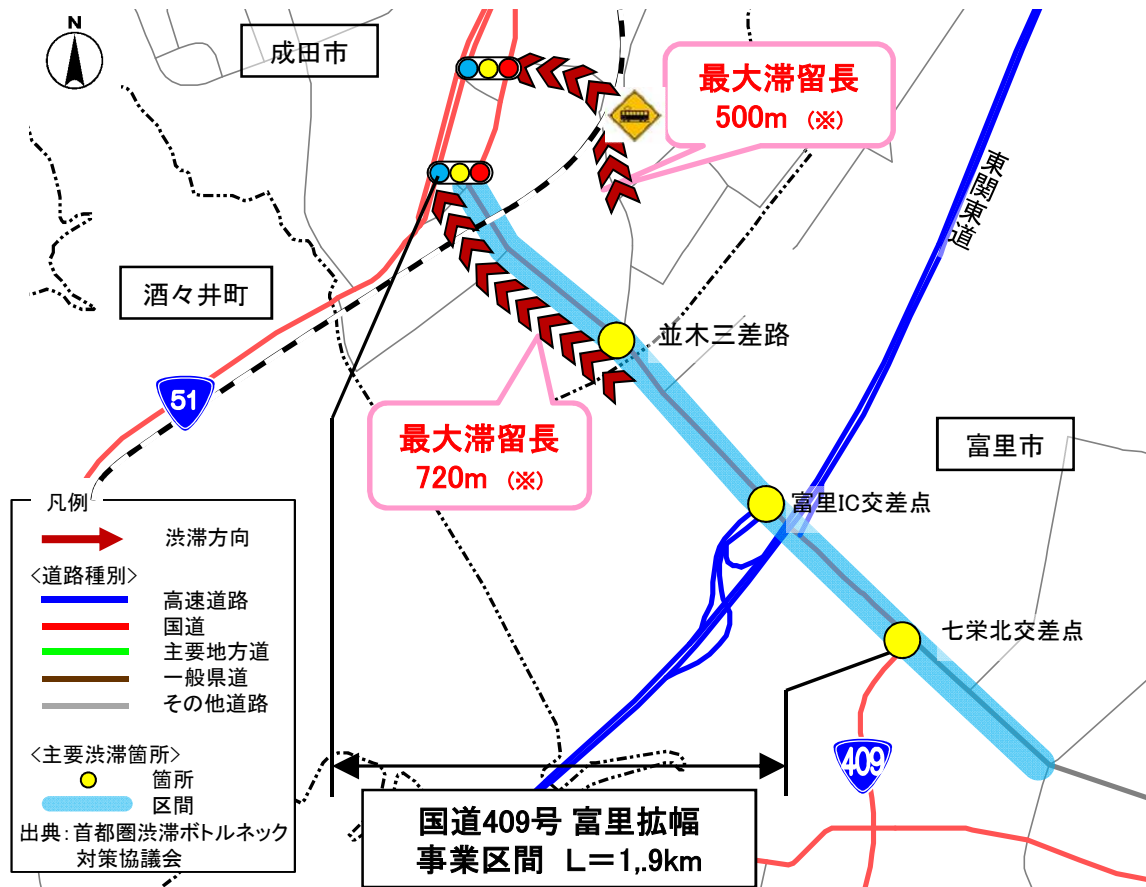 N
成田市
最大滞留長
500m (※)
東関東道
酒々井町
並木三差路
51
最大滞留長
720m (※)
富里市
富里IC交差点
七栄北交差点
409
凡例
渋滞方向
<道路種別>
高速道路
国道
主要地方道
一般県道
その他道路
<主要渋滞箇所>
箇所
区間
出典:首都圏渋滞ボトルネック
対策協議会
国道409号 富里拡幅
事業区間 L=1,.9km